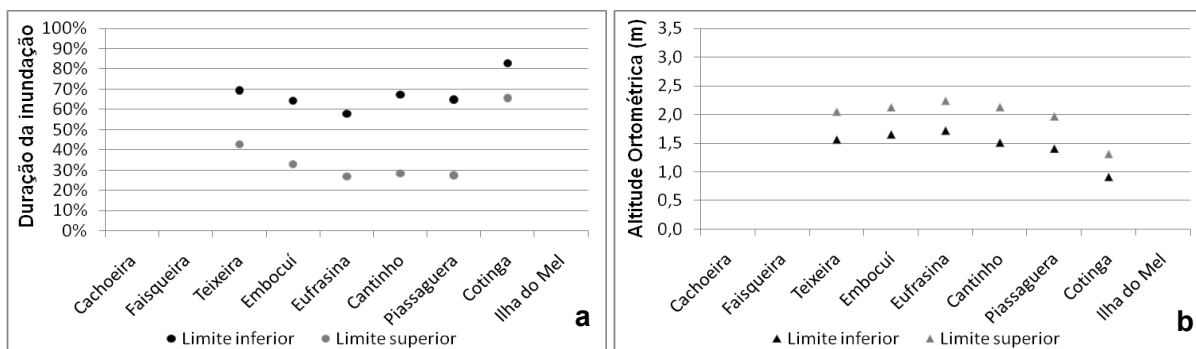 Duração da inundação
100%
90%
80%
70%
60%
50%
40%
30%
20%
10%
0%
Cachoeira
Faisqueira
Teixeira
Embocuí
Eufrasina
Cantinho
Piassaguera
Cotinga
Ilha do Mel
Limite inferior
Limite superior
a
Altitude Ortométrica (m)
3,5
3,0
2,5
2,0
1,5
1,0
0,5
0,0
Cachoeira
Faisqueira
Teixeira
Embocuí
Eufrasina
Cantinho
Piassaguera
Cotinga
Ilha do Mel
Limite inferior
Limite superior
b